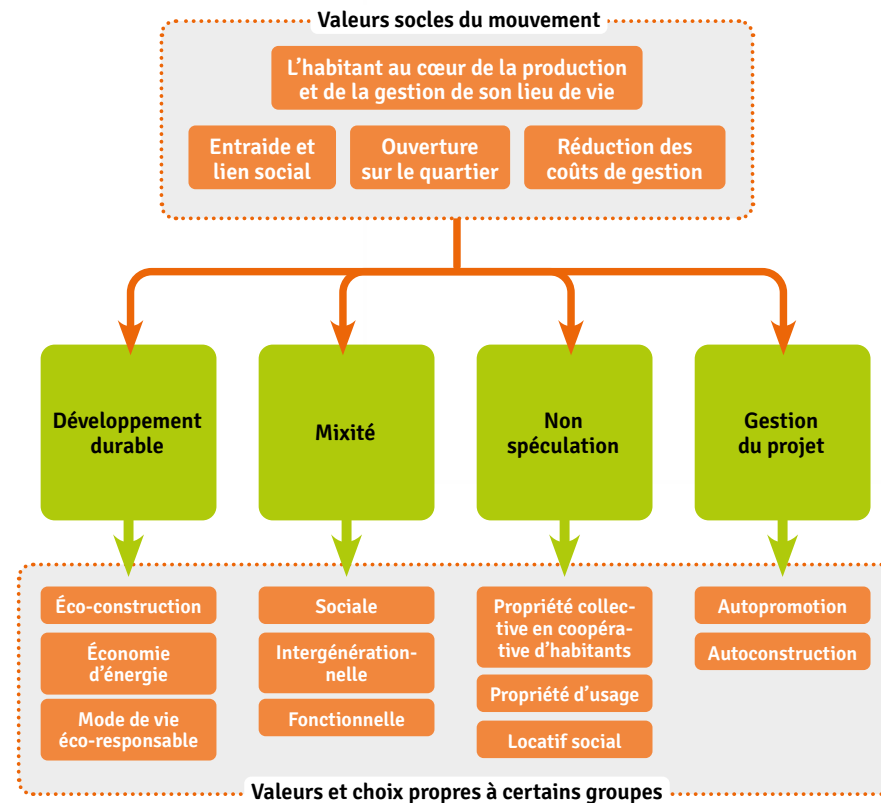 Valeurs socles du mouvement
L'habitant au cœur de la production
et de la gestion de son lieu de vie
Entraide et
lien social
Ouverture
sur le quartier
Réduction des
coûts de gestion
Développement
durable
Mixité
Non
spéculation
Gestion
du projet
Éco-construction
Économie
d'énergie
Mode de vie
éco-responsable
Sociale
Intergénération-
nelle
Fonctionnelle
Propriété collec-
tive en coopéra-
tive d'habitants
Propriété d'usage
Locatif social
Autopromotion
Autoconstruction
Valeurs et choix propres à certains groupes